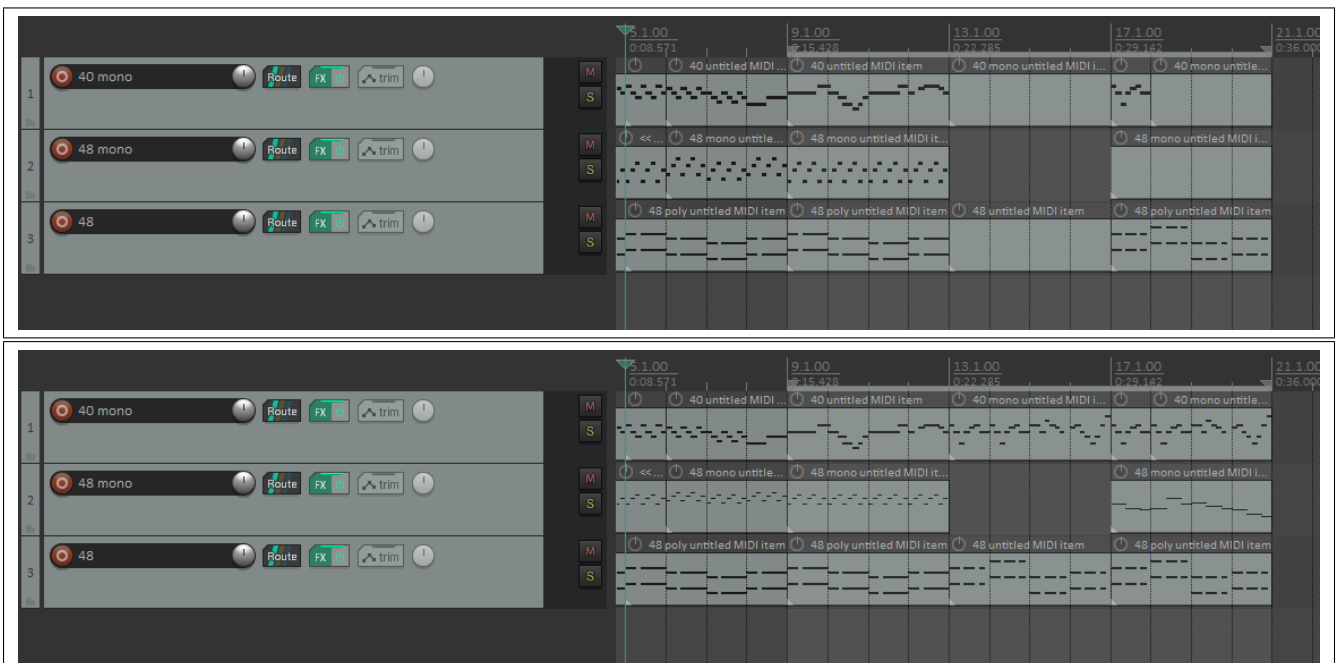 5.1.00 9.1.00 13.1.00 17.1.00 21.1.00
0:08.571 0:15.428 0:22.285 0:29.142 0:36.000
1 40 mono Route FX trim M S
40 untitled MIDI ... 40 untitled MIDI item 40 mono untitled MIDI i... 40 mono untitle...
2 48 mono Route FX trim M S
<<... 48 mono untitle... 48 mono untitled MIDI it... 48 mono untitled MIDI i...
3 48 Route FX trim M S
48 poly untitled MIDI item 48 poly untitled MIDI item 48 untitled MIDI item 48 poly untitled MIDI item
5.1.00 9.1.00 13.1.00 17.1.00 21.1.00
0:08.571 0:15.428 0:22.285 0:29.142 0:36.000
1 40 mono Route FX trim M S
40 untitled MIDI ... 40 untitled MIDI item 40 mono untitled MIDI i... 40 mono untitle...
2 48 mono Route FX trim M S
<<... 48 mono untitle... 48 mono untitled MIDI it... 48 mono untitled MIDI i...
3 48 Route FX trim M S
48 poly untitled MIDI item 48 poly untitled MIDI item 48 untitled MIDI item 48 poly untitled MIDI item